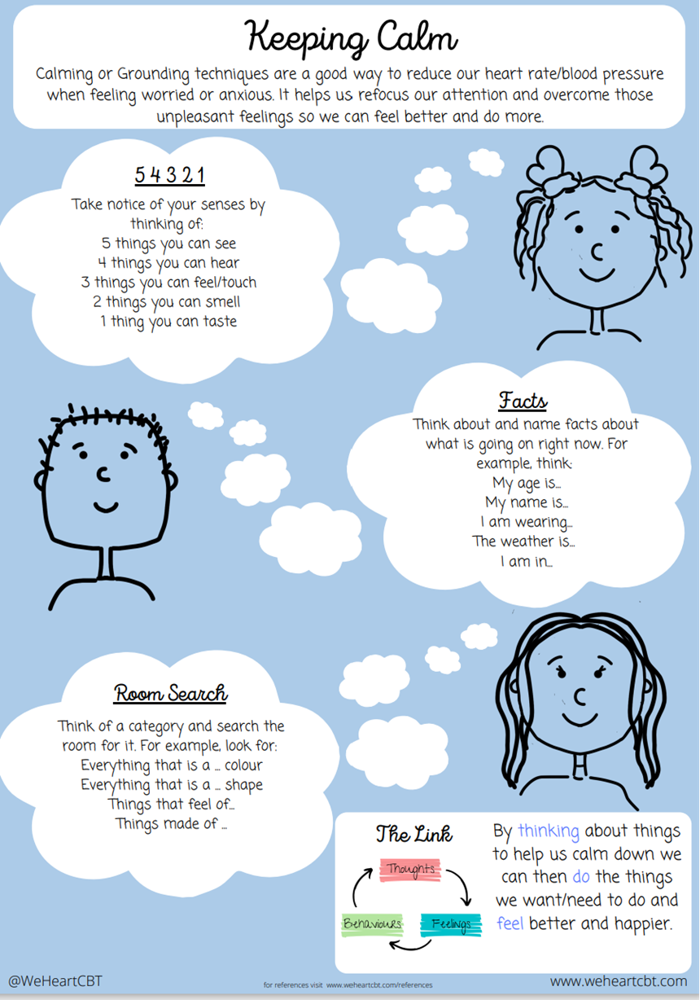 Keeping Calm
Calming or Grounding techniques are a good way to reduce our heart rate/blood pressure
when feeling worried or anxious. It helps us refocus our attention and overcome those
unpleasant feelings so we can feel better and do more.
5 4 3 2 1
Take notice of your senses by
thinking of:
5 things you can see
4 things you can hear
3 things you can feel/touch
2 things you can smell
1 thing you can taste
Facts
Think about and name facts about
what is going on right now. For
example, think:
My age is...
My name is...
I am wearing...
The weather is...
I am in...
Room Search
Think of a category and search the
room for it. For example, look for:
Everything that is a ... colour
Everything that is a ... shape
Things that feel of...
Things made of ...
The Link
Thoughts
Feelings
Behaviours
By thinking about things
to help us calm down we
can then do the things
we want/need to do and
feel better and happier.
@WeHeartCBT
for references visit www.weheartcbt.com/references
www.weheartcbt.com